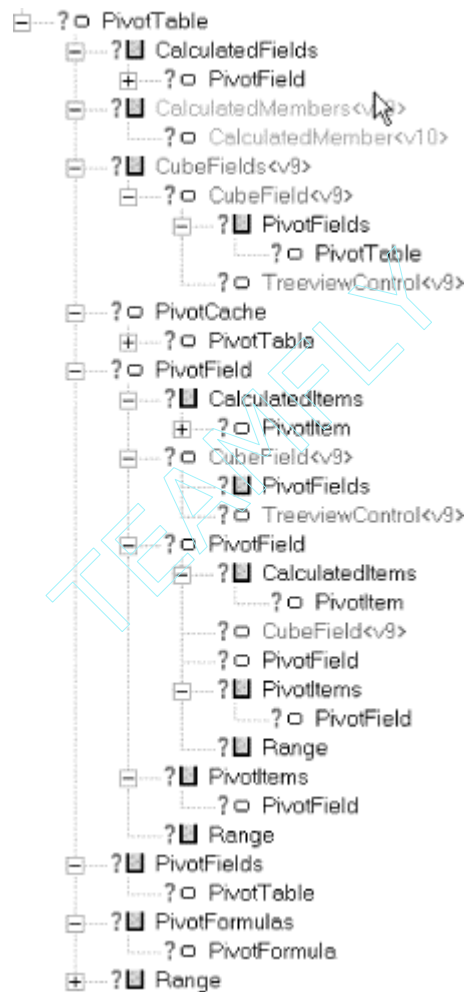 PivotTable
CalculatedFields
PivotField
CalculatedMembers
CalculatedMember<v10>
CubeFields<v9>
CubeField<v9>
PivotFields
PivotTable
TreeviewControl<v9>
PivotCache
PivotTable
PivotField
CalculatedItems
PivotItem
CubeField<v9>
PivotFields
TreeviewControl<v9>
PivotField
CalculatedItems
PivotItem
CubeField<v9>
PivotField
PivotItems
PivotField
Range
PivotItems
PivotField
Range
PivotFields
PivotTable
PivotFormulas
PivotFormula
Range
TEAMFLY